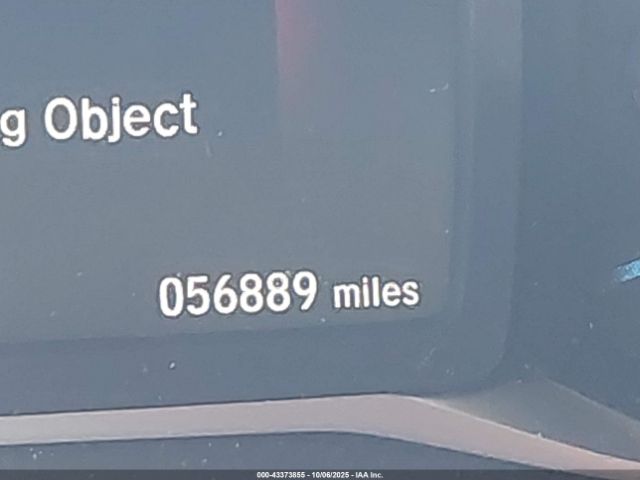 g Object
056889 miles
000-43373855 - 10/06/2025 - IAA Inc.